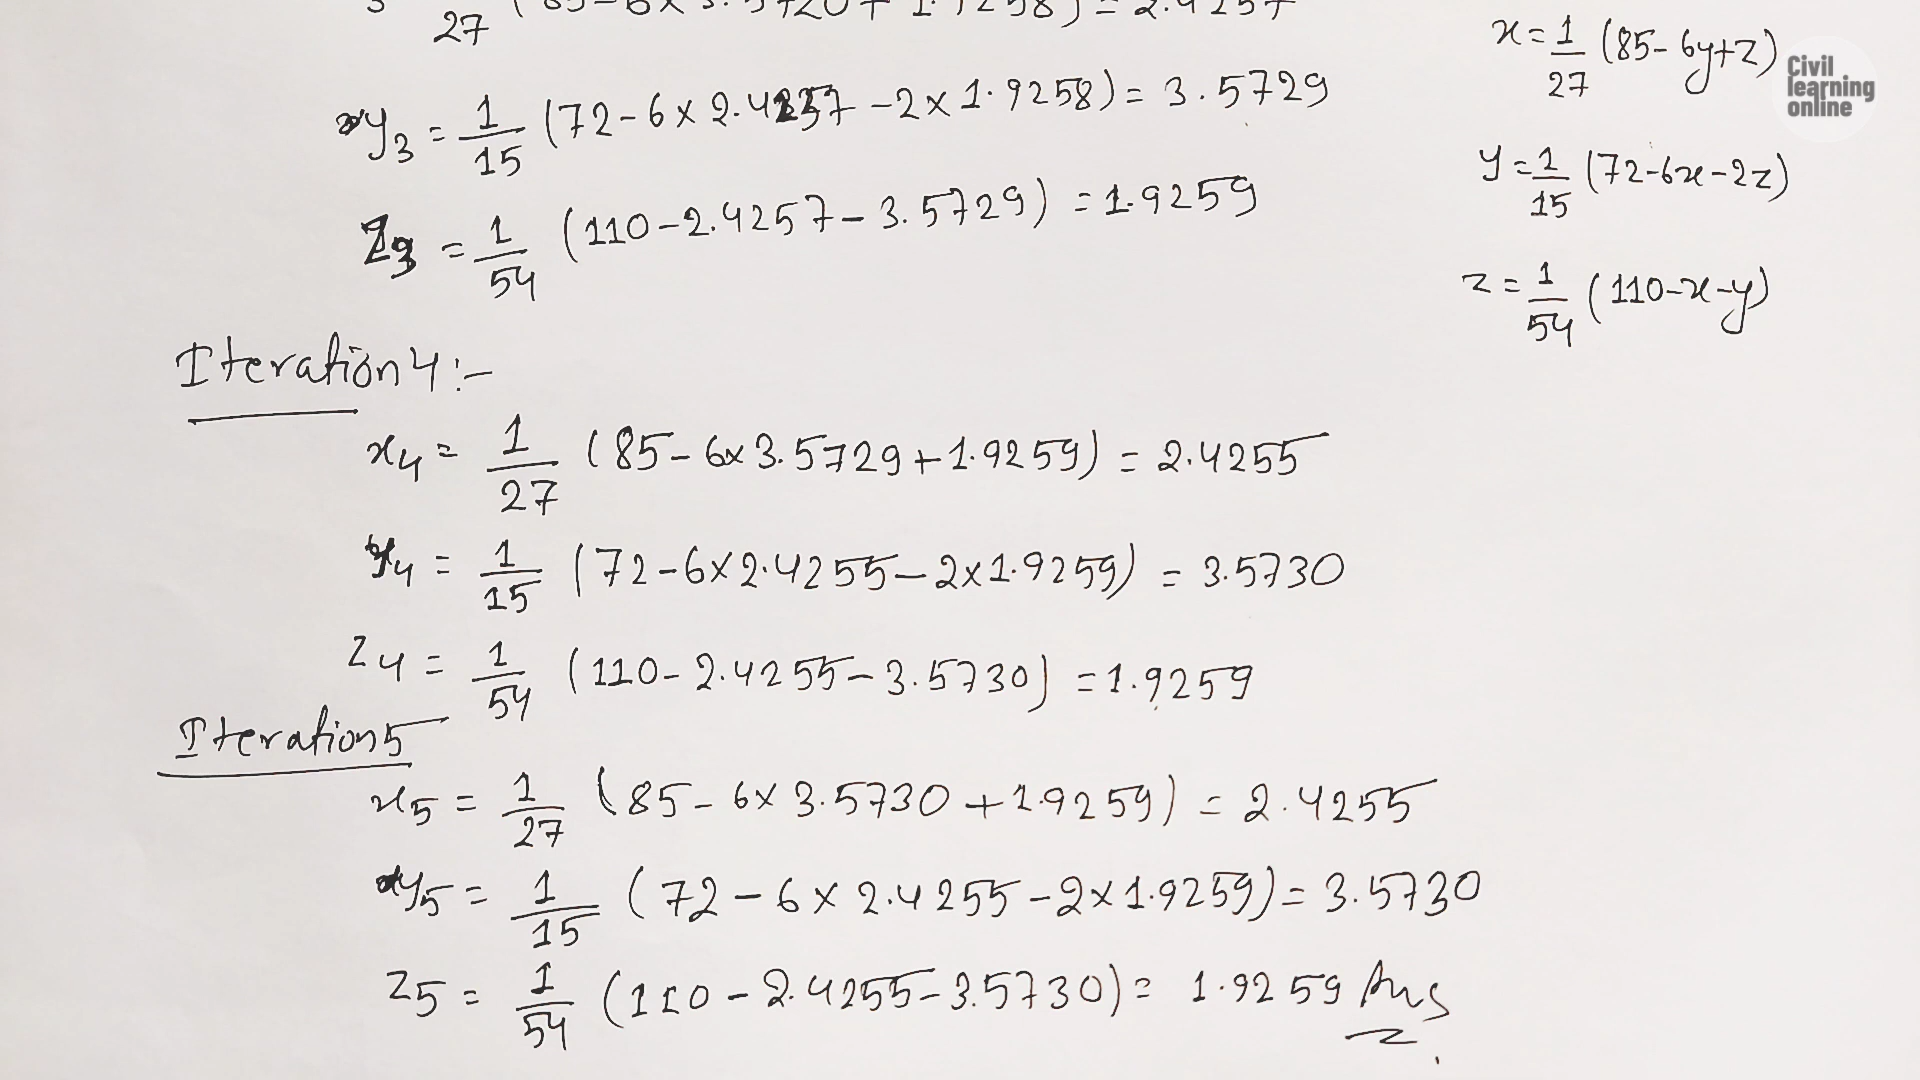 27
y3 = 1/15 (72-6×2.4257-2×1.9258) = 3.5729
Z3 = 1/54 (110-2.4257-3.5729) = 1.9259
Iteration 4:-
x4 = 1/27 (85-6×3.5729+1.9259) = 2.4255
y4 = 1/15 (72-6×2.4255-2×1.9259) = 3.5730
Z4 = 1/54 (110-2.4255-3.5730) = 1.9259
Iteration 5
x5 = 1/27 (85-6×3.5730+1.9259) = 2.4255
y5 = 1/15 (72-6×2.4255-2×1.9259) = 3.5730
Z5 = 1/54 (110-2.4255-3.5730) = 1.9259 Ans
x = 1/27 (85-6y+z)
y = 1/15 (72-6x-2z)
z = 1/54 (110-x-y)
Civil
learning
online